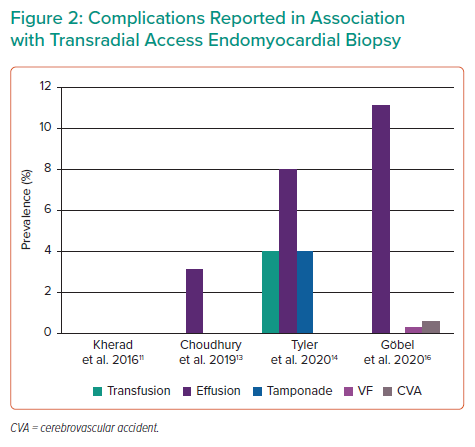 Figure 2: Complications Reported in Association
with Transradial Access Endomyocardial Biopsy
12
10
8
6
4
2
0
Prevalence (%)
Kherad
et al. 2016¹¹
Choudhury
et al. 2019¹³
Tyler
et al. 2020¹⁴
Göbel
et al. 2020¹⁶
Transfusion Effusion Tamponade VF CVA
CVA = cerebrovascular accident.